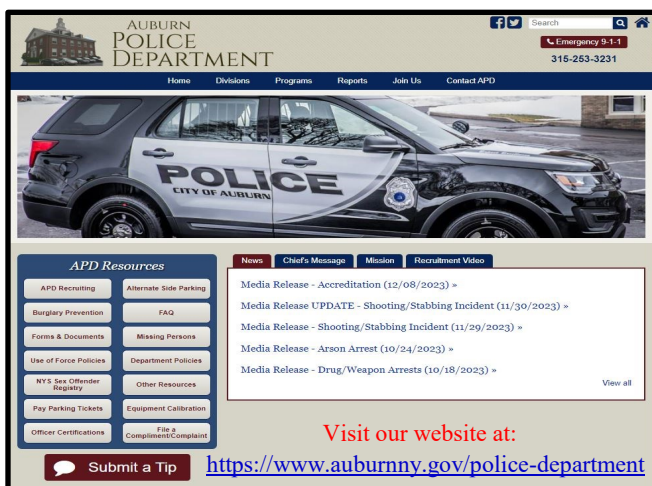 AUBURN
POLICE
DEPARTMENT
Search
Emergency 9-1-1
315-253-3231
Home Divisions Programs Reports Join Us Contact APD
POLICE
CITY OF AUBURN
APD Resources
APD Recruiting Alternate Side Parking
Burglary Prevention FAQ
Forms & Documents Missing Persons
Use of Force Policies Department Policies
NYS Sex Offender
Registry
Other Resources
Pay Parking Tickets Equipment Calibration
Officer Certifications
File a
Compliment/Complaint
Submit a Tip
News Chief's Message Mission Recruitment Video
Media Release - Accreditation (12/08/2023) »
Media Release UPDATE - Shooting/Stabbing Incident (11/30/2023) »
Media Release - Shooting/Stabbing Incident (11/29/2023) »
Media Release - Arson Arrest (10/24/2023) »
Media Release - Drug/Weapon Arrests (10/18/2023) »
View all
Visit our website at:
https://www.auburnny.gov/police-department